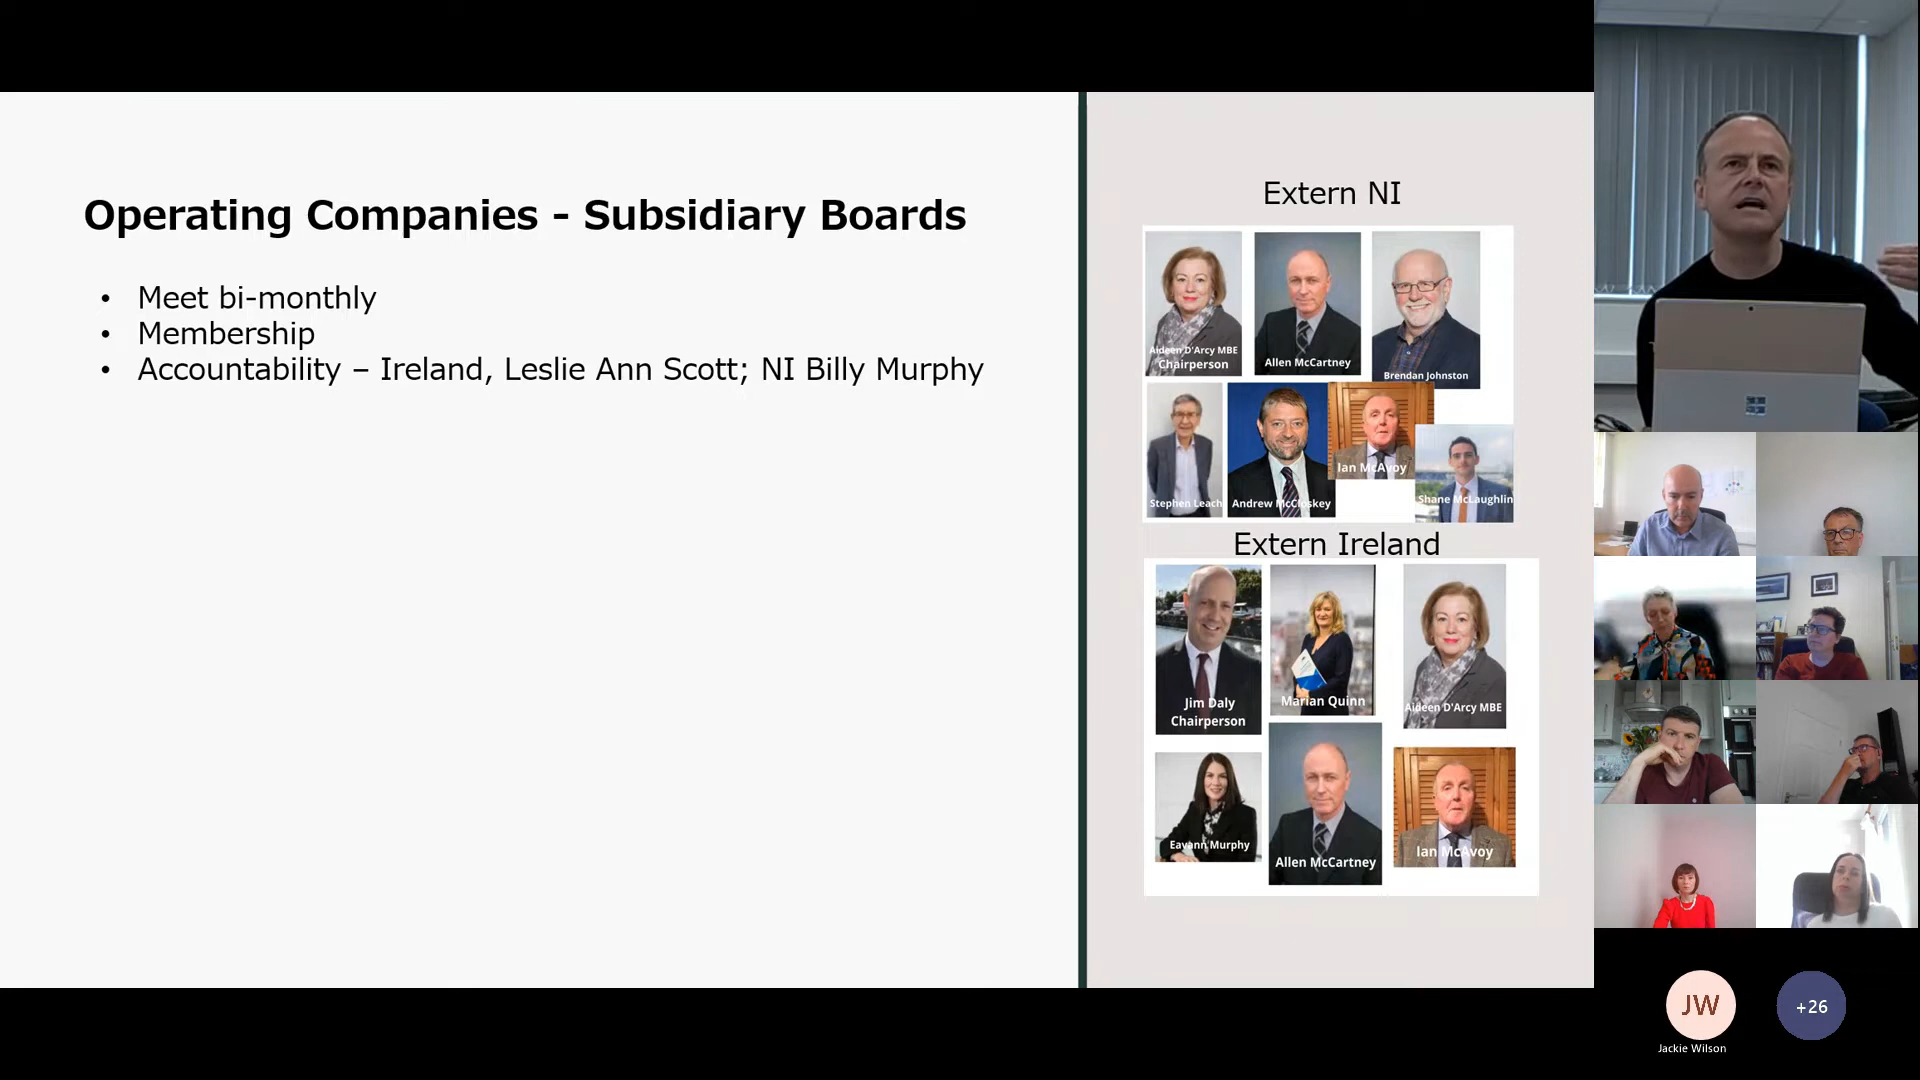 Operating Companies - Subsidiary Boards
• Meet bi-monthly
• Membership
• Accountability – Ireland, Leslie Ann Scott; NI Billy Murphy
Extern NI
Aideen D'Arcy MBE
Chairperson
Allen McCartney
Brendan Johnston
Stephen Leach
Andrew McCloskey
Ian McAvoy
Shane McLaughlin
Extern Ireland
Jim Daly
Chairperson
Marian Quinn
Aideen D'Arcy MBE
Eavann Murphy
Allen McCartney
Ian McAvoy
JW
+26
Jackie Wilson